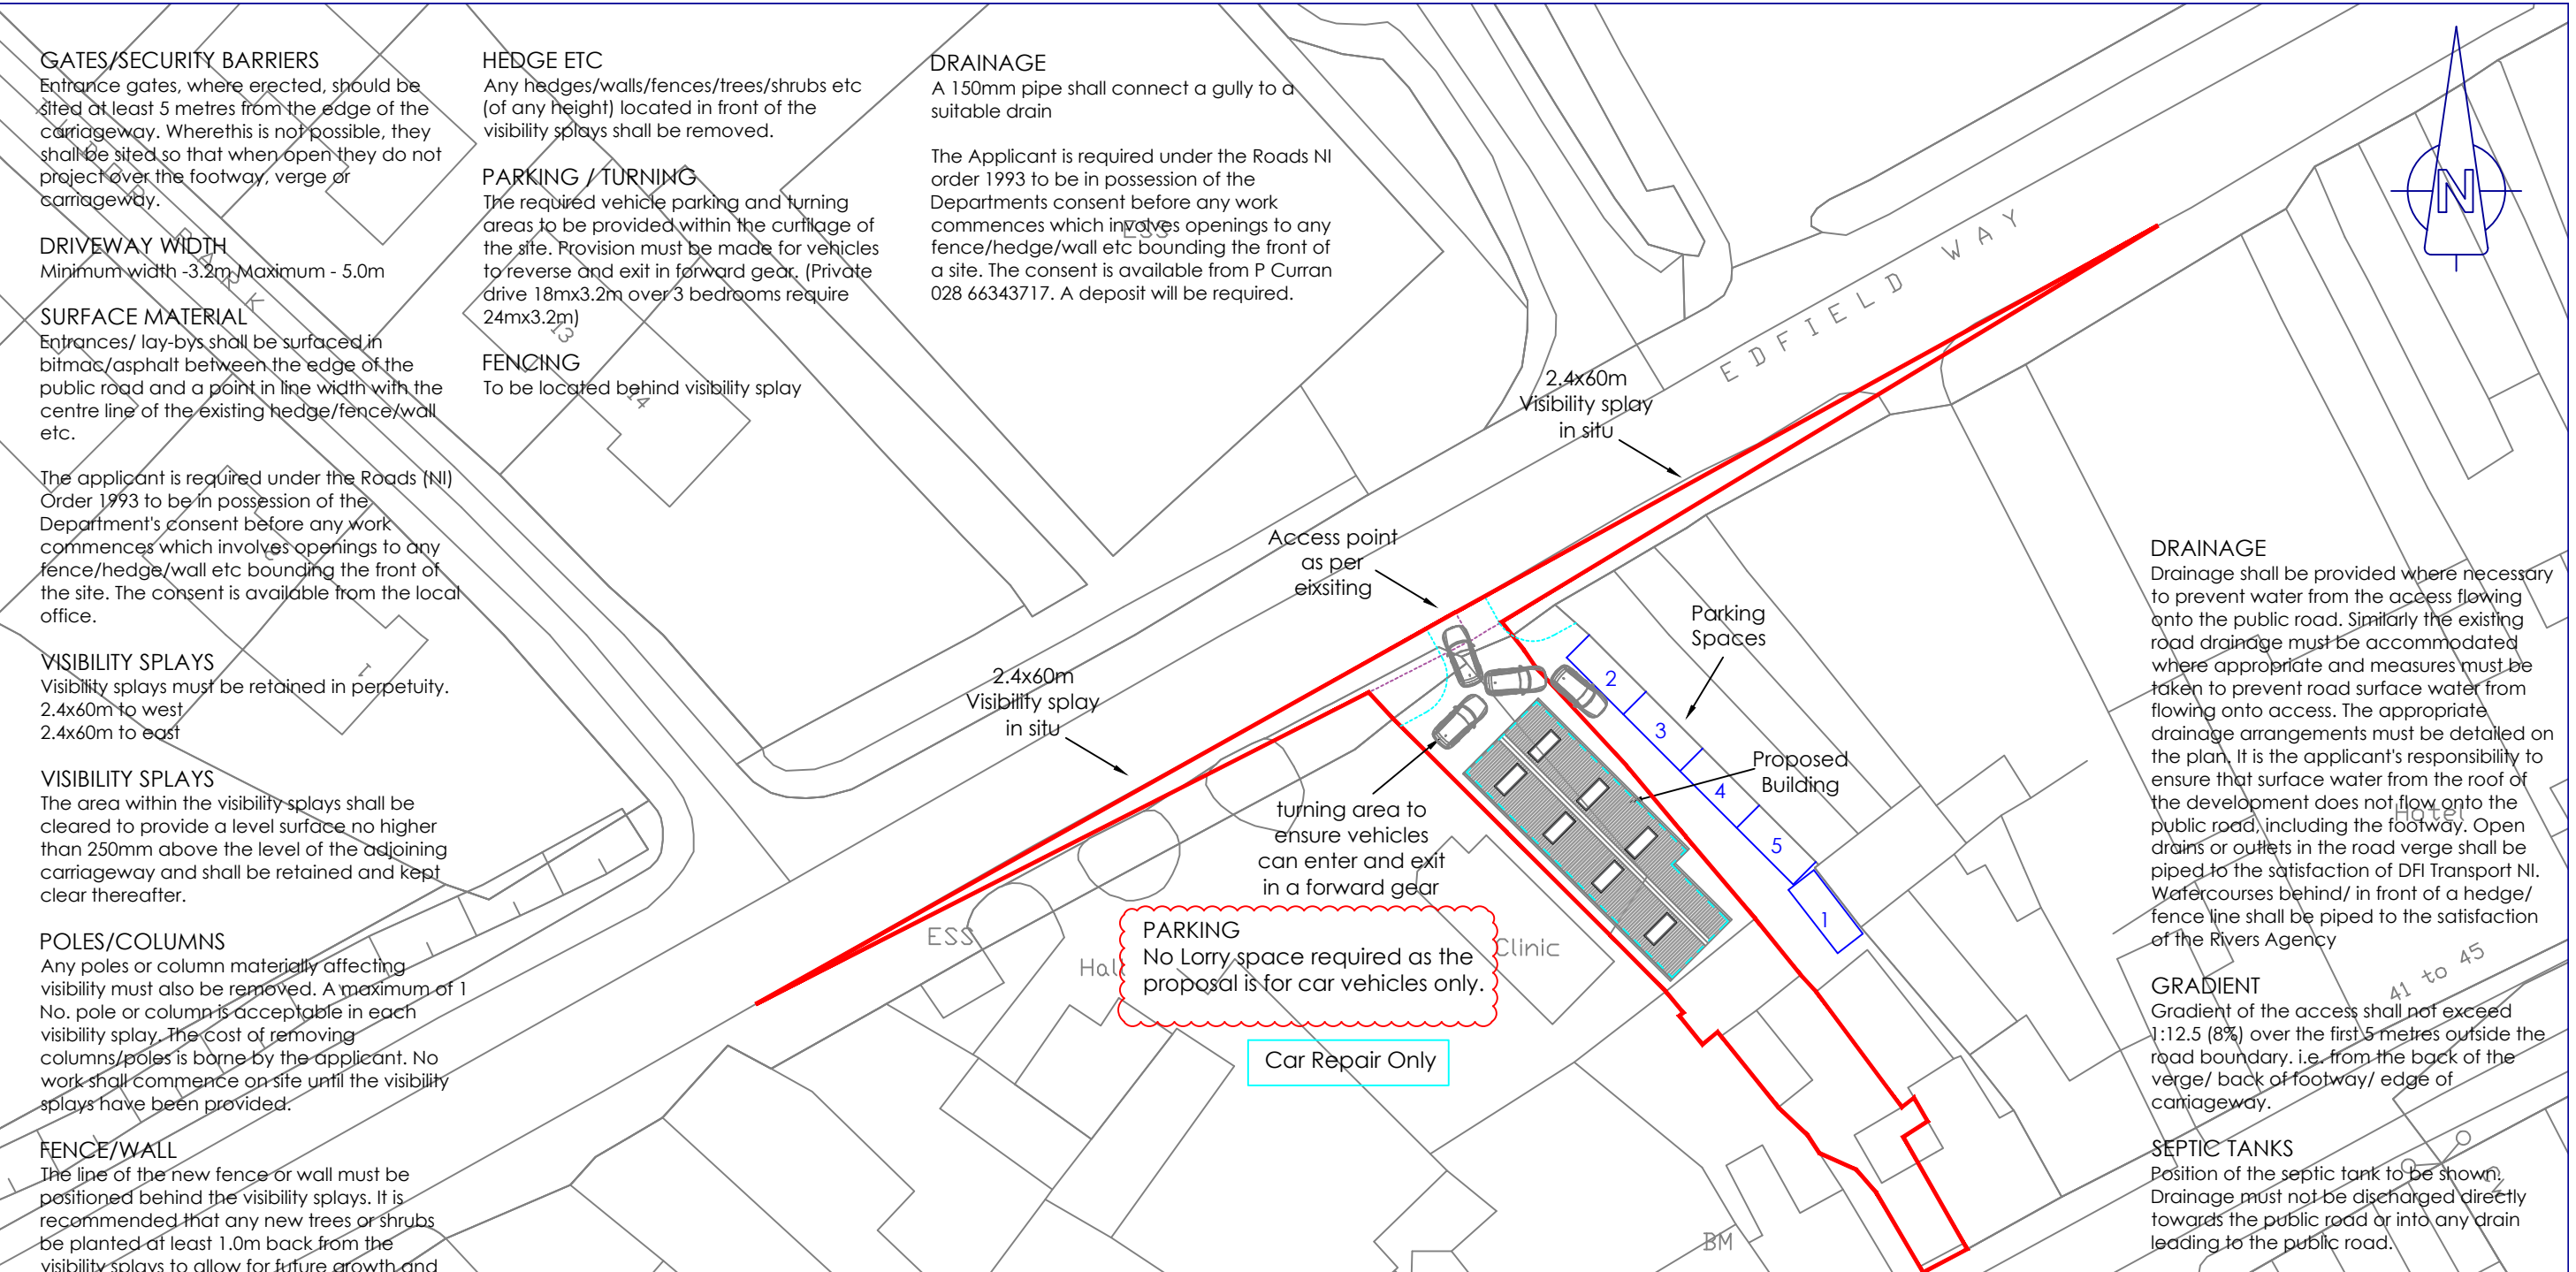 GATES/SECURITY BARRIERS
Entrance gates, where erected, should be
sited at least 5 metres from the edge of the
carriageway. Wherethis is not possible, they
shall be sited so that when open they do not
project over the footway, verge or
carriageway.
DRIVEWAY WIDTH
Minimum width -3.2m Maximum - 5.0m
SURFACE MATERIAL
Entrances/ lay-bys shall be surfaced in
bitmac/asphalt between the edge of the
public road and a point in line width with the
centre line of the existing hedge/fence/wall
etc.
The applicant is required under the Roads (NI)
Order 1993 to be in possession of the
Department's consent before any work
commences which involves openings to any
fence/hedge/wall etc bounding the front of
the site. The consent is available from the local
office.
VISIBILITY SPLAYS
Visibility splays must be retained in perpetuity.
2.4x60m to west
2.4x60m to east
VISIBILITY SPLAYS
The area within the visibility splays shall be
cleared to provide a level surface no higher
than 250mm above the level of the adjoining
carriageway and shall be retained and kept
clear thereafter.
POLES/COLUMNS
Any poles or column materially affecting
visibility must also be removed. A maximum of 1
No. pole or column is acceptable in each
visibility splay. The cost of removing
columns/poles is borne by the applicant. No
work shall commence on site until the visibility
splays have been provided.
FENCE/WALL
The line of the new fence or wall must be
positioned behind the visibility splays. It is
recommended that any new trees or shrubs
be planted at least 1.0m back from the
visibility splays to allow for future growth and
HEDGE ETC
Any hedges/walls/fences/trees/shrubs etc
(of any height) located in front of the
visibility splays shall be removed.
PARKING / TURNING
The required vehicle parking and turning
areas to be provided within the curtilage of
the site. Provision must be made for vehicles
to reverse and exit in forward gear. (Private
drive 18mx3.2m over 3 bedrooms require
24mx3.2m)
FENCING
To be located behind visibility splay
DRAINAGE
A 150mm pipe shall connect a gully to a
suitable drain
The Applicant is required under the Roads NI
order 1993 to be in possession of the
Departments consent before any work
commences which involves openings to any
fence/hedge/wall etc bounding the front of
a site. The consent is available from P Curran
028 66343717. A deposit will be required.
PARK
13
14
1
ESS
EDFIELD WAY
N
2.4x60m
Visibility splay
in situ
Access point
as per
eixsiting
Parking
Spaces
2.4x60m
Visibility splay
in situ
2
3
4
5
1
Proposed
Building
turning area to
ensure vehicles
can enter and exit
in a forward gear
ESS
Hal
Clinic
PARKING
No Lorry space required as the
proposal is for car vehicles only.
Car Repair Only
BM
Hotel
41 to 45
DRAINAGE
Drainage shall be provided where necessary
to prevent water from the access flowing
onto the public road. Similarly the existing
road drainage must be accommodated
where appropriate and measures must be
taken to prevent road surface water from
flowing onto access. The appropriate
drainage arrangements must be detailed on
the plan. It is the applicant's responsibility to
ensure that surface water from the roof of
the development does not flow onto the
public road, including the footway. Open
drains or outlets in the road verge shall be
piped to the satisfaction of DFI Transport NI.
Watercourses behind/ in front of a hedge/
fence line shall be piped to the satisfaction
of the Rivers Agency
GRADIENT
Gradient of the access shall not exceed
1:12.5 (8%) over the first 5 metres outside the
road boundary. i.e. from the back of the
verge/ back of footway/ edge of
carriageway.
SEPTIC TANKS
Position of the septic tank to be shown.
Drainage must not be discharged directly
towards the public road or into any drain
leading to the public road.